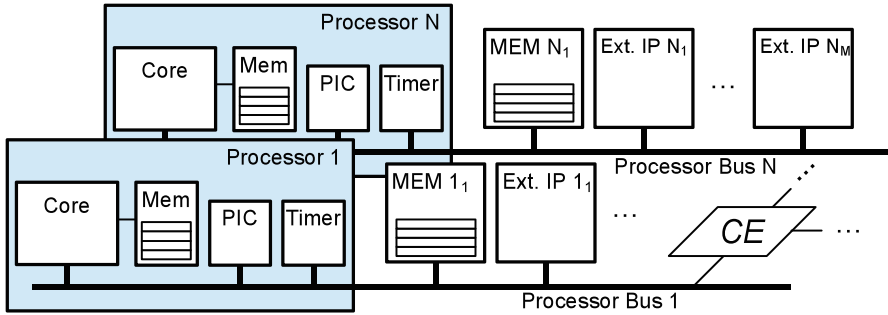 Processor N
Core
Mem
PIC
Timer
MEM N₁
Ext. IP N₁
...
Ext. IP N_M
Processor Bus N
Processor 1
Core
Mem
PIC
Timer
MEM 1₁
Ext. IP 1₁
...
...
CE
...
Processor Bus 1